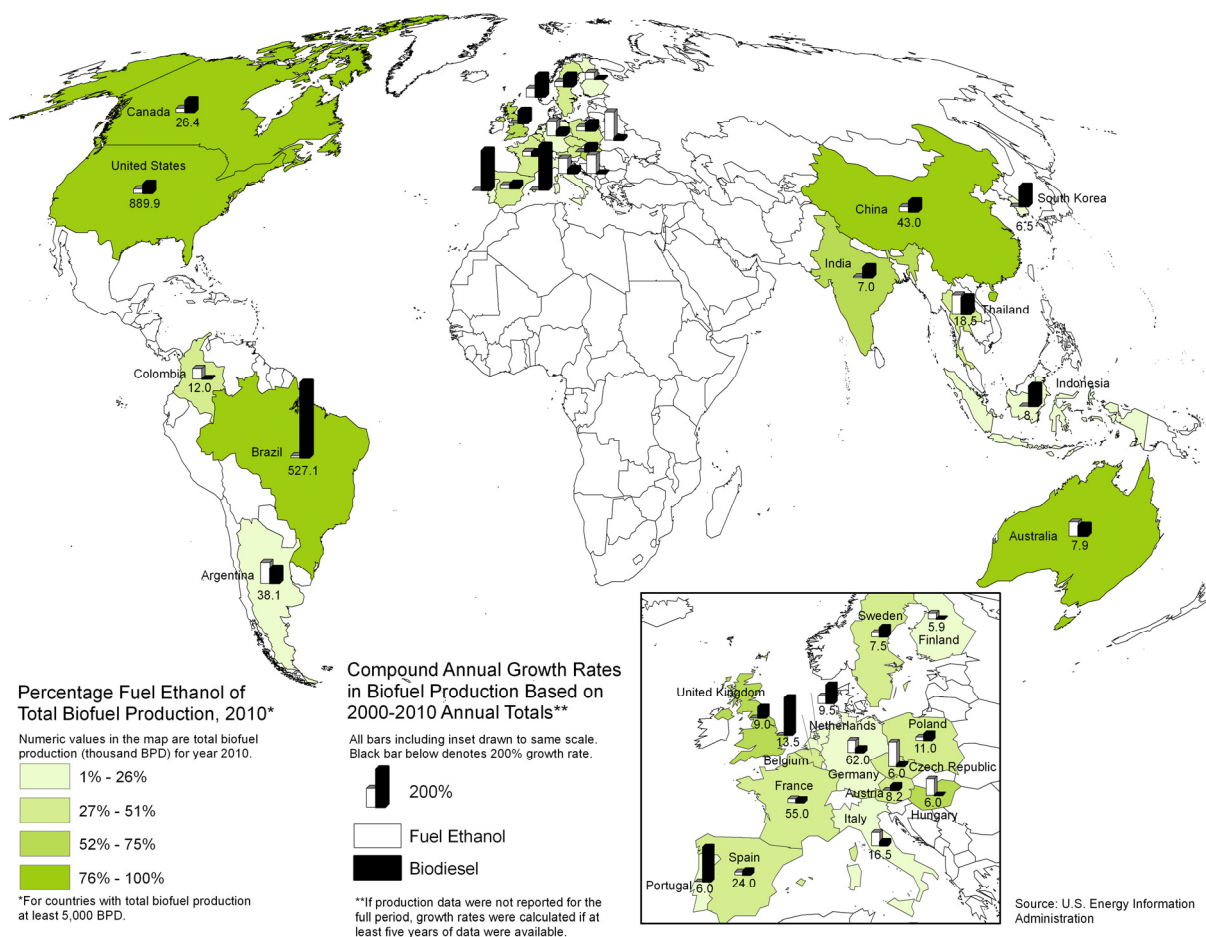 Canada
26.4
United States
889.9
Colombia
12.0
Brazil
527.1
Argentina
38.1
China
43.0
South Korea
6.5
India
7.0
Thailand
18.5
Indonesia
8.1
Australia
7.9
Sweden
7.5
5.9
Finland
United Kingdom
9.0
9.5
Netherlands
13.5
Belgium
Poland
11.0
62.0
Germany
6.0
Czech Republic
France
55.0
Austria
8.2
6.0
Hungary
Italy
16.5
Spain
24.0
Portugal
6.0
Percentage Fuel Ethanol of
Total Biofuel Production, 2010*
Numeric values in the map are total biofuel
production (thousand BPD) for year 2010.
1% - 26%
27% - 51%
52% - 75%
76% - 100%
*For countries with total biofuel production
at least 5,000 BPD.
Compound Annual Growth Rates
in Biofuel Production Based on
2000-2010 Annual Totals**
All bars including inset drawn to same scale.
Black bar below denotes 200% growth rate.
200%
Fuel Ethanol
Biodiesel
**If production data were not reported for the
full period, growth rates were calculated if at
least five years of data were available.
Source: U.S. Energy Information
Administration